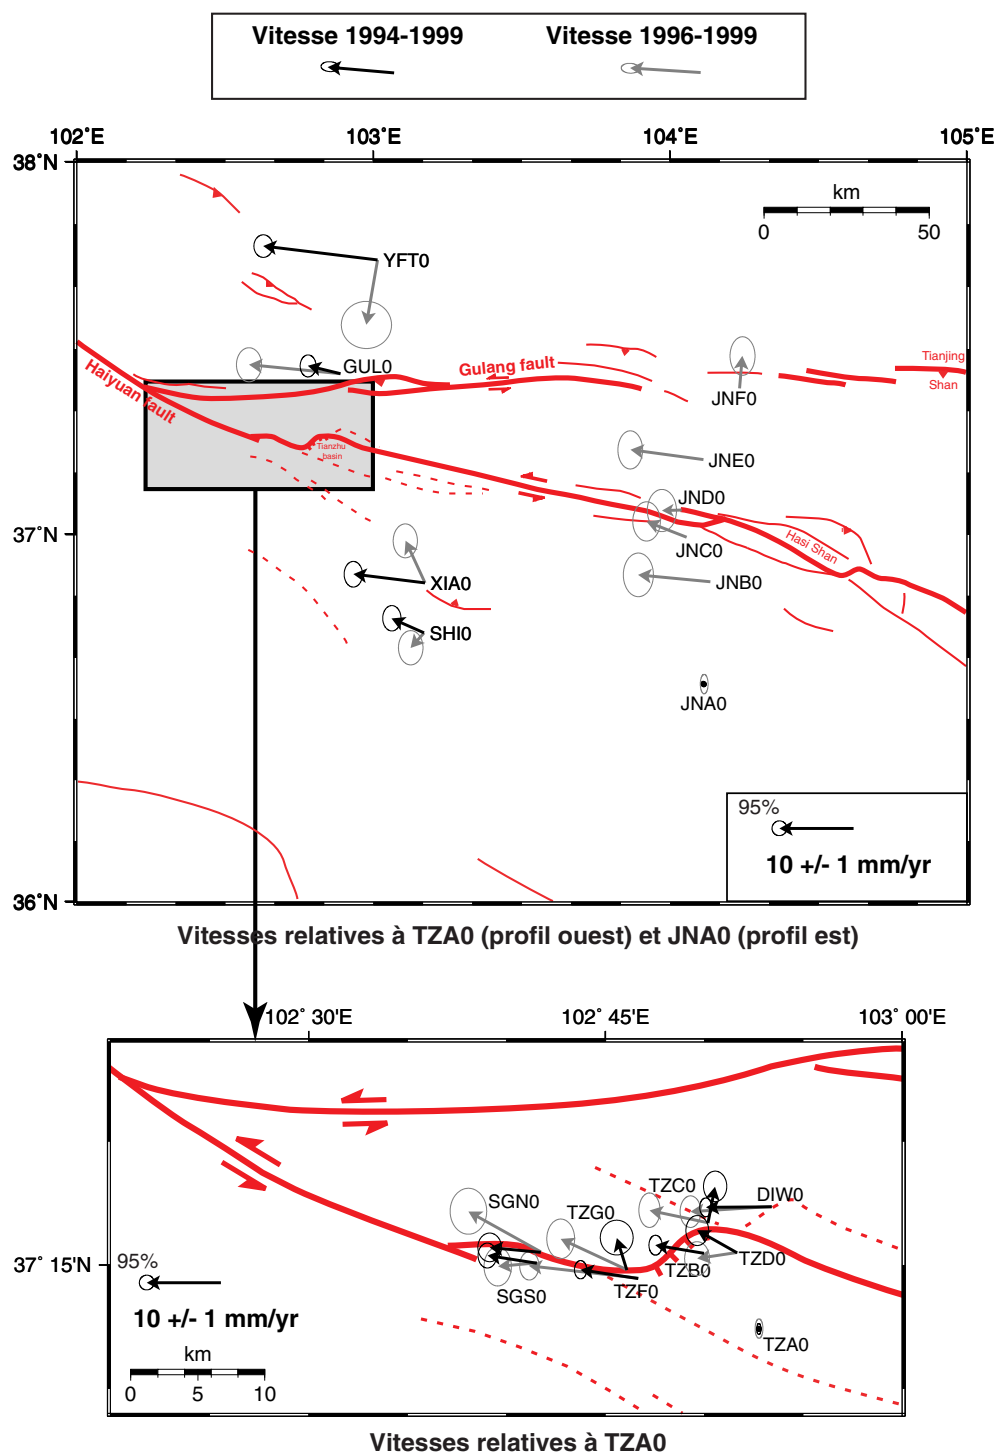 Vitesse 1994-1999 Vitesse 1996-1999
102˚E 103˚E 104˚E 105˚E
38˚N
km
0 50
YFT0
GUL0
Gulang fault
Tianjing
Shan
Haiyuan fault
JNF0
Tianzhu
basin
JNE0
JND0
37˚N
JNC0
Hasi Shan
XIA0
JNB0
SHI0
JNA0
95%
10 +/- 1 mm/yr
36˚N
Vitesses relatives à TZA0 (profil ouest) et JNA0 (profil est)
102˚ 30'E 102˚ 45'E 103˚ 00'E
TZC0 DIW0
SGN0
TZG0
37˚ 15'N
95%
TZD0
TZB0
SGS0 TZF0
10 +/- 1 mm/yr
TZA0
km
0 5 10
Vitesses relatives à TZA0